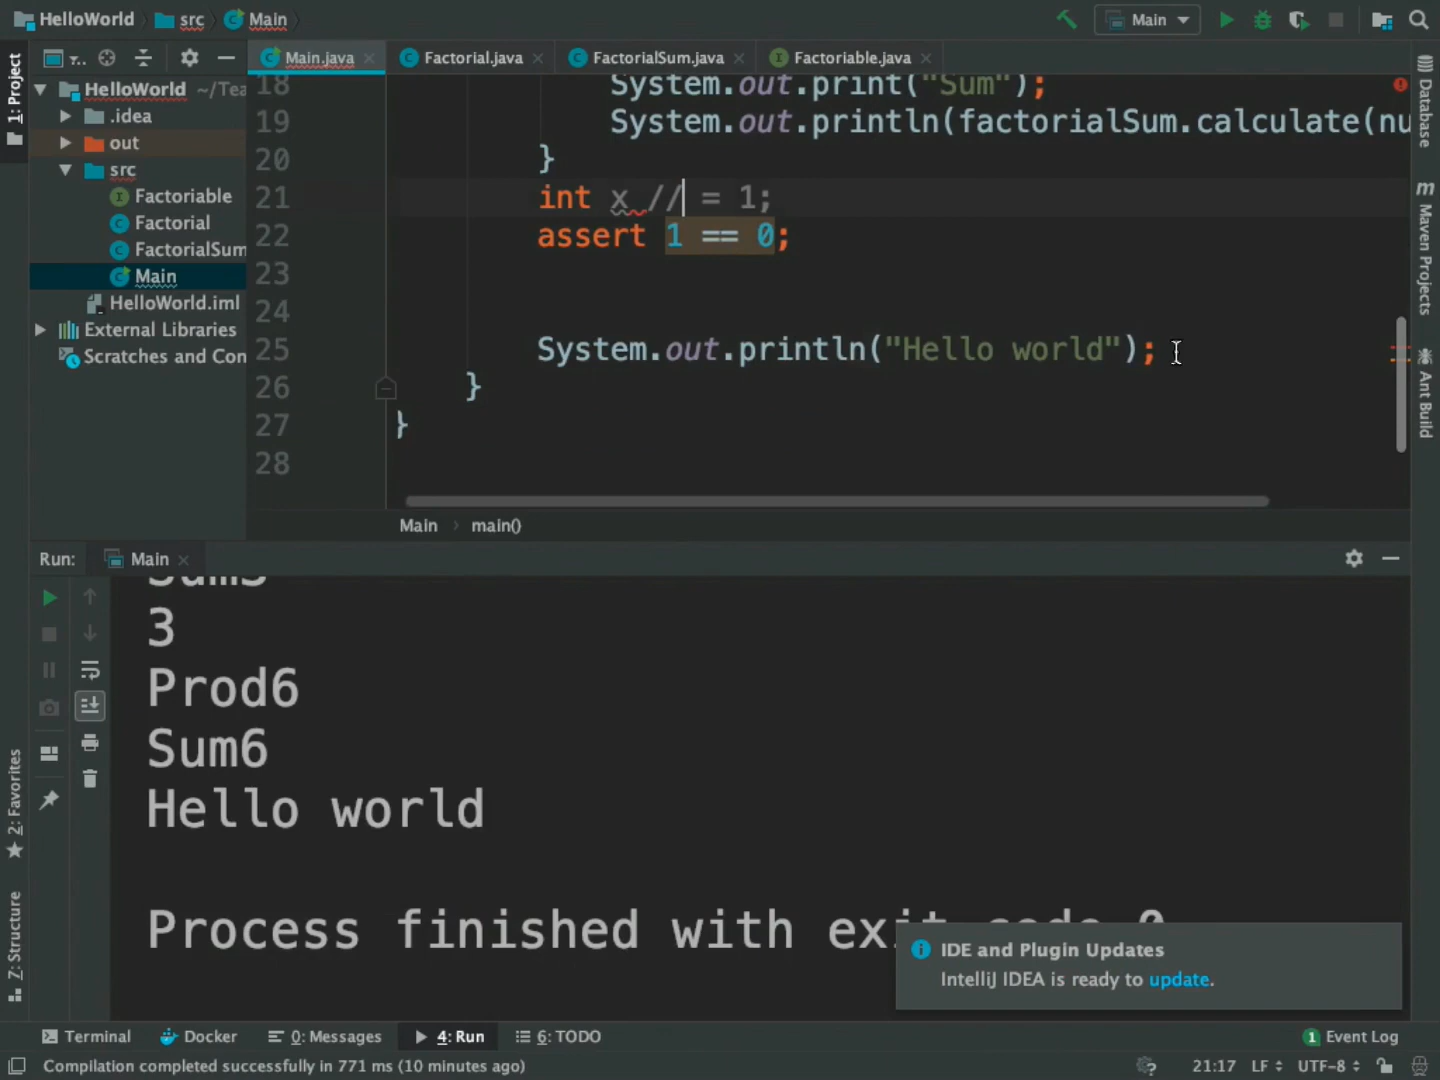 HelloWorld src Main
Main
1: Project
Main.java Factorial.java FactorialSum.java Factoriable.java
HelloWorld ~/Tea
.idea
out
src
Factoriable
Factorial
FactorialSum
Main
HelloWorld.iml
External Libraries
Scratches and Con
18 System.out.print("Sum");
19 System.out.println(factorialSum.calculate(nu
20 }
21 int x // = 1;
22 assert 1 == 0;
23
24
25 System.out.println("Hello world");
26 }
27 }
28
Main main()
Database
m Maven Projects
Ant Build
Run: Main
3
Prod6
Sum6
Hello world
Process finished with exit code 0
IDE and Plugin Updates
IntelliJ IDEA is ready to update.
2: Favorites
7: Structure
Terminal Docker 0: Messages 4: Run 6: TODO 1 Event Log
Compilation completed successfully in 771 ms (10 minutes ago) 21:17 LF UTF-8